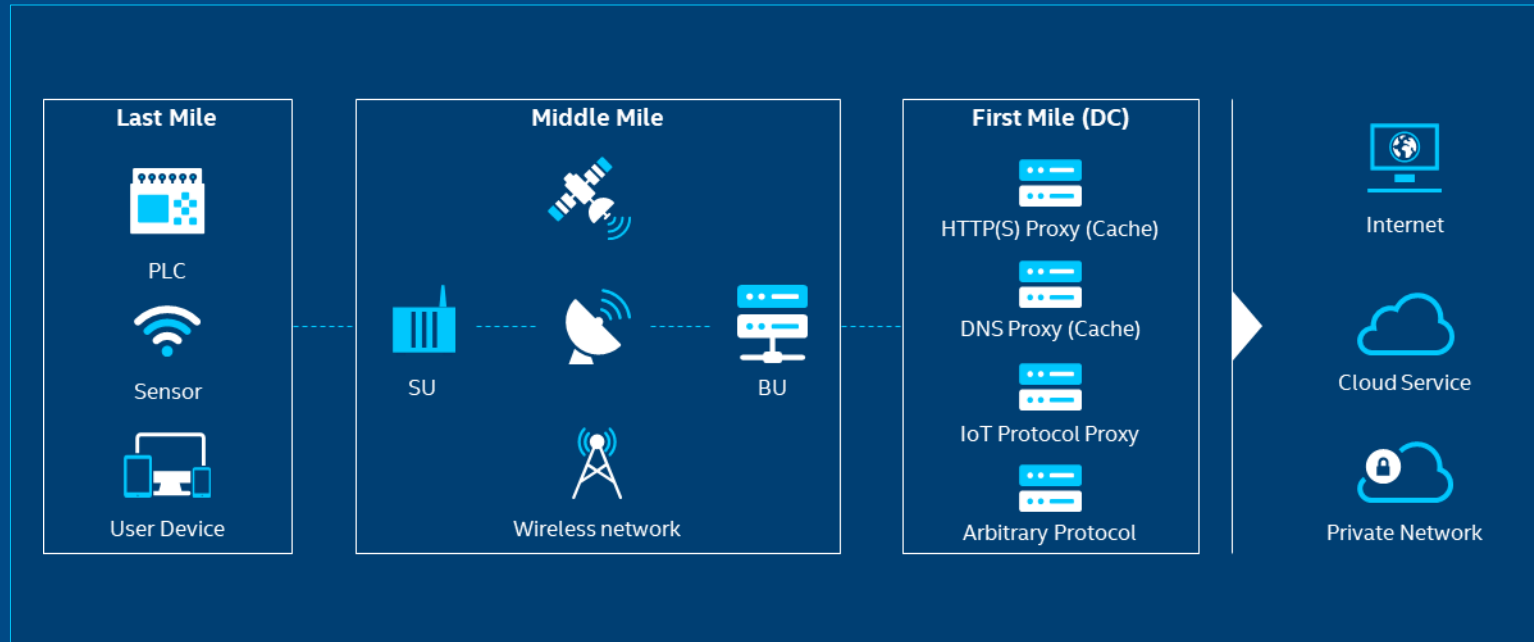 Last Mile
PLC
Sensor
User Device
Middle Mile
SU
BU
Wireless network
First Mile (DC)
HTTP(S) Proxy (Cache)
DNS Proxy (Cache)
IoT Protocol Proxy
Arbitrary Protocol
Internet
Cloud Service
Private Network